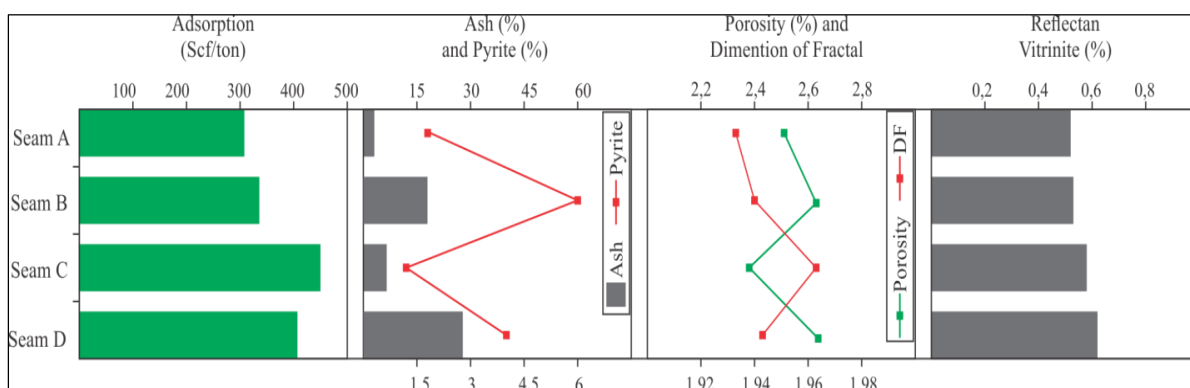 Adsorption
(Scf/ton)
Ash (%)
and Pyrite (%)
Porosity (%) and
Dimention of Fractal
Reflectan
Vitrinite (%)
100 200 300 400 500
15 30 45 60
2,2 2,4 2,6 2,8
0,2 0,4 0,6 0,8
Seam A
Seam B
Seam C
Seam D
Ash Pyrite
Porosity DF
1.5 3 4.5 6
1.92 1.94 1.96 1.98